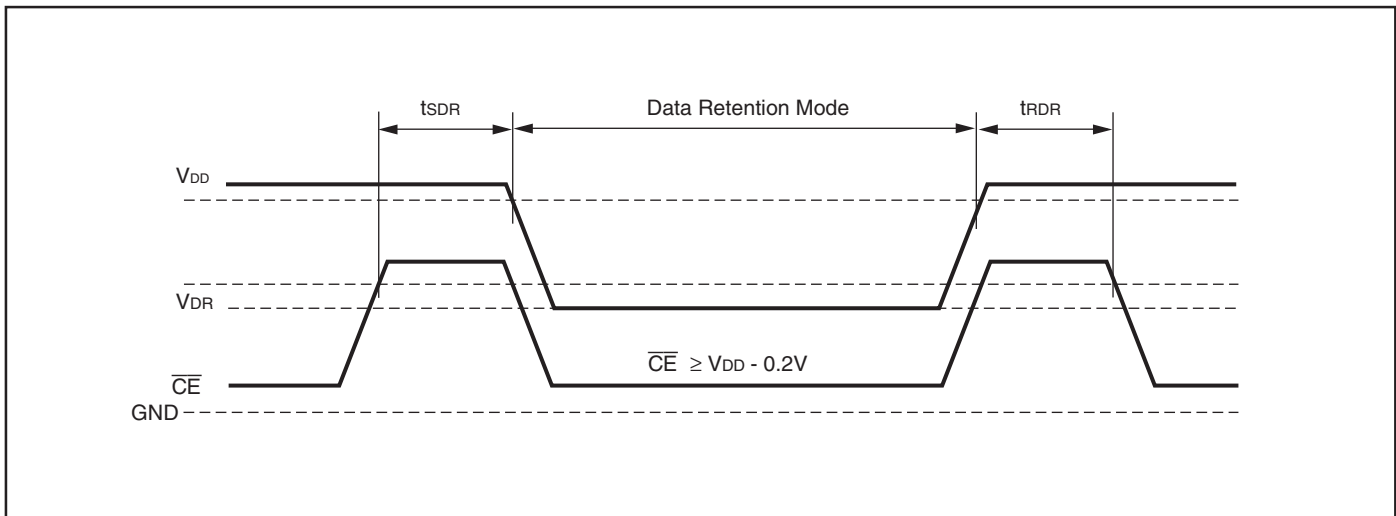 tSDR
Data Retention Mode
tRDR
VDD
VDR
CE ≥ VDD - 0.2V
CE
GND